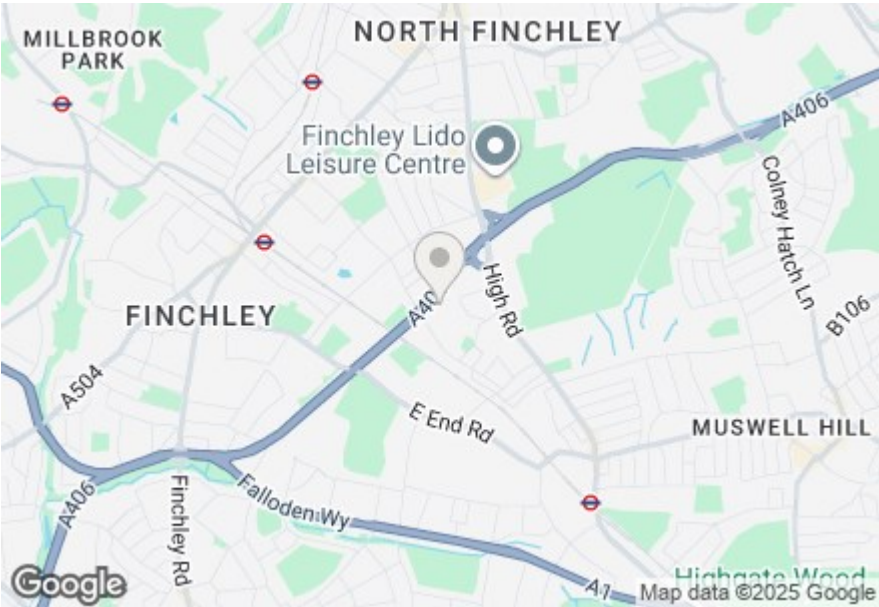 MILLBROOK
PARK
NORTH FINCHLEY
A406
Finchley Lido
Leisure Centre
Colney Hatch Ln
High Rd
A40
FINCHLEY
B106
A504
E End Rd
MUSWELL HILL
A406
Finchley Rd
Falloden Wy
A1
Highgate Wood
Google
Map data ©2025 Google